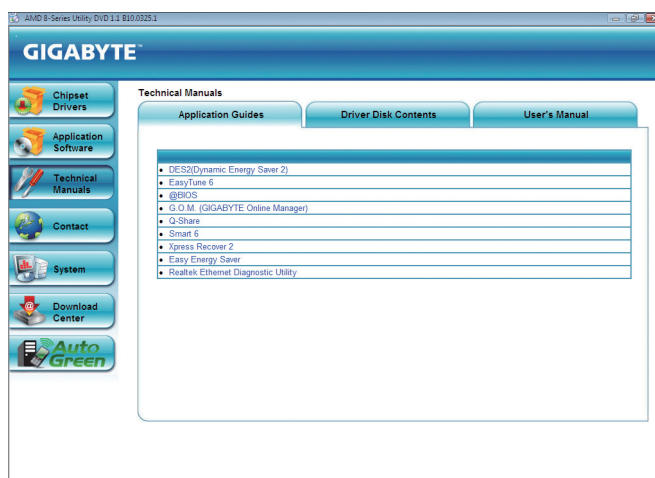 AMD 8-Series Utility DVD 1.1 B10.0325.1
GIGABYTE™
Chipset
Drivers
Application
Software
Technical
Manuals
Contact
System
Download
Center
Auto
Green
Technical Manuals
Application Guides
Driver Disk Contents
User's Manual
DES2(Dynamic Energy Saver 2)
EasyTune 6
@BIOS
G.O.M. (GIGABYTE Online Manager)
Q-Share
Smart 6
Xpress Recover 2
Easy Energy Saver
Realtek Ethernet Diagnostic Utility